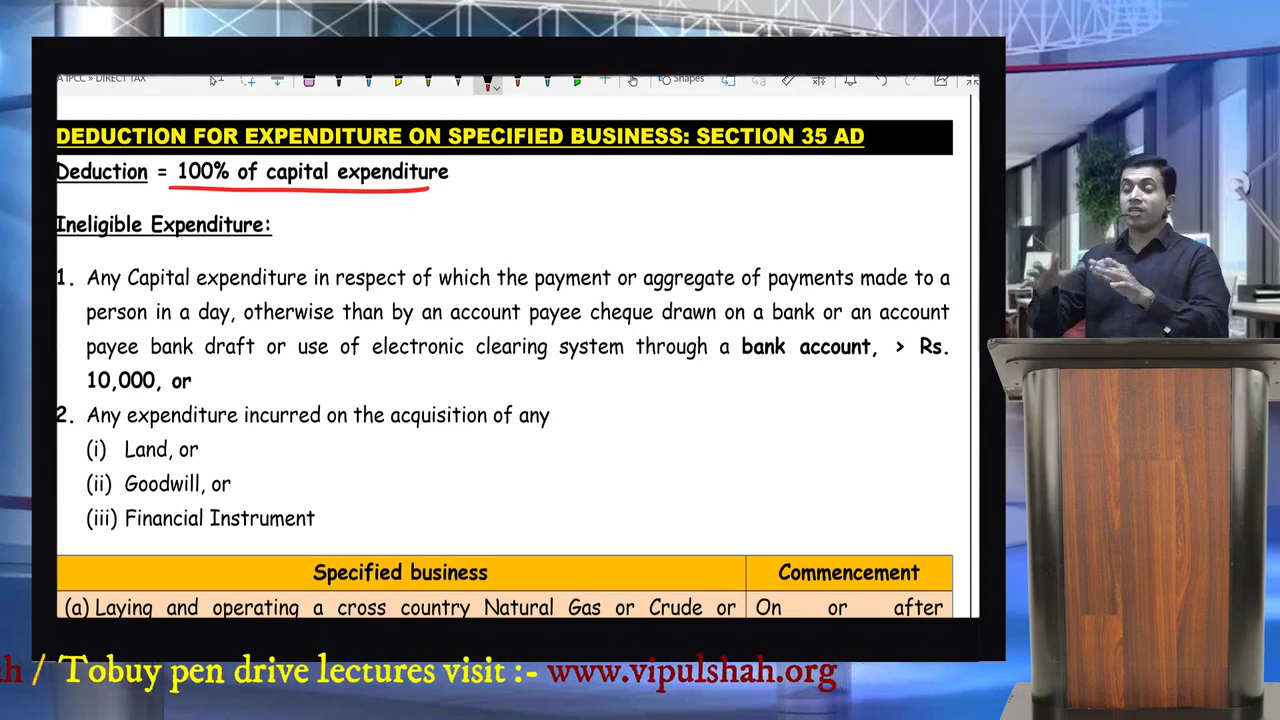 A IPCC » DIRECT TAX
Shapes
DEDUCTION FOR EXPENDITURE ON SPECIFIED BUSINESS: SECTION 35 AD
Deduction = 100% of capital expenditure
Ineligible Expenditure:
1. Any Capital expenditure in respect of which the payment or aggregate of payments made to a
person in a day, otherwise than by an account payee cheque drawn on a bank or an account
payee bank draft or use of electronic clearing system through a bank account, > Rs.
10,000, or
2. Any expenditure incurred on the acquisition of any
(i) Land, or
(ii) Goodwill, or
(iii) Financial Instrument
Specified business Commencement
(a) Laying and operating a cross country Natural Gas or Crude or On or after
ah / Tobuy pen drive lectures visit :- www.vipulshah.org